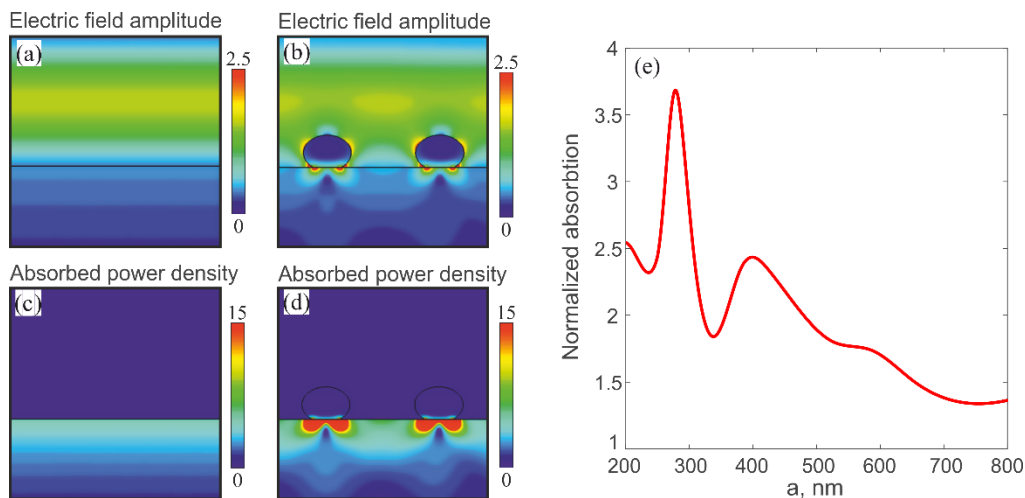 Electric field amplitude
(a)
2.5
0
Electric field amplitude
(b)
2.5
0
Absorbed power density
(c)
15
0
Absorbed power density
(d)
15
0
(e)
Normalized absorbtion
4
3.5
3
2.5
2
1.5
1
200 300 400 500 600 700 800
a, nm